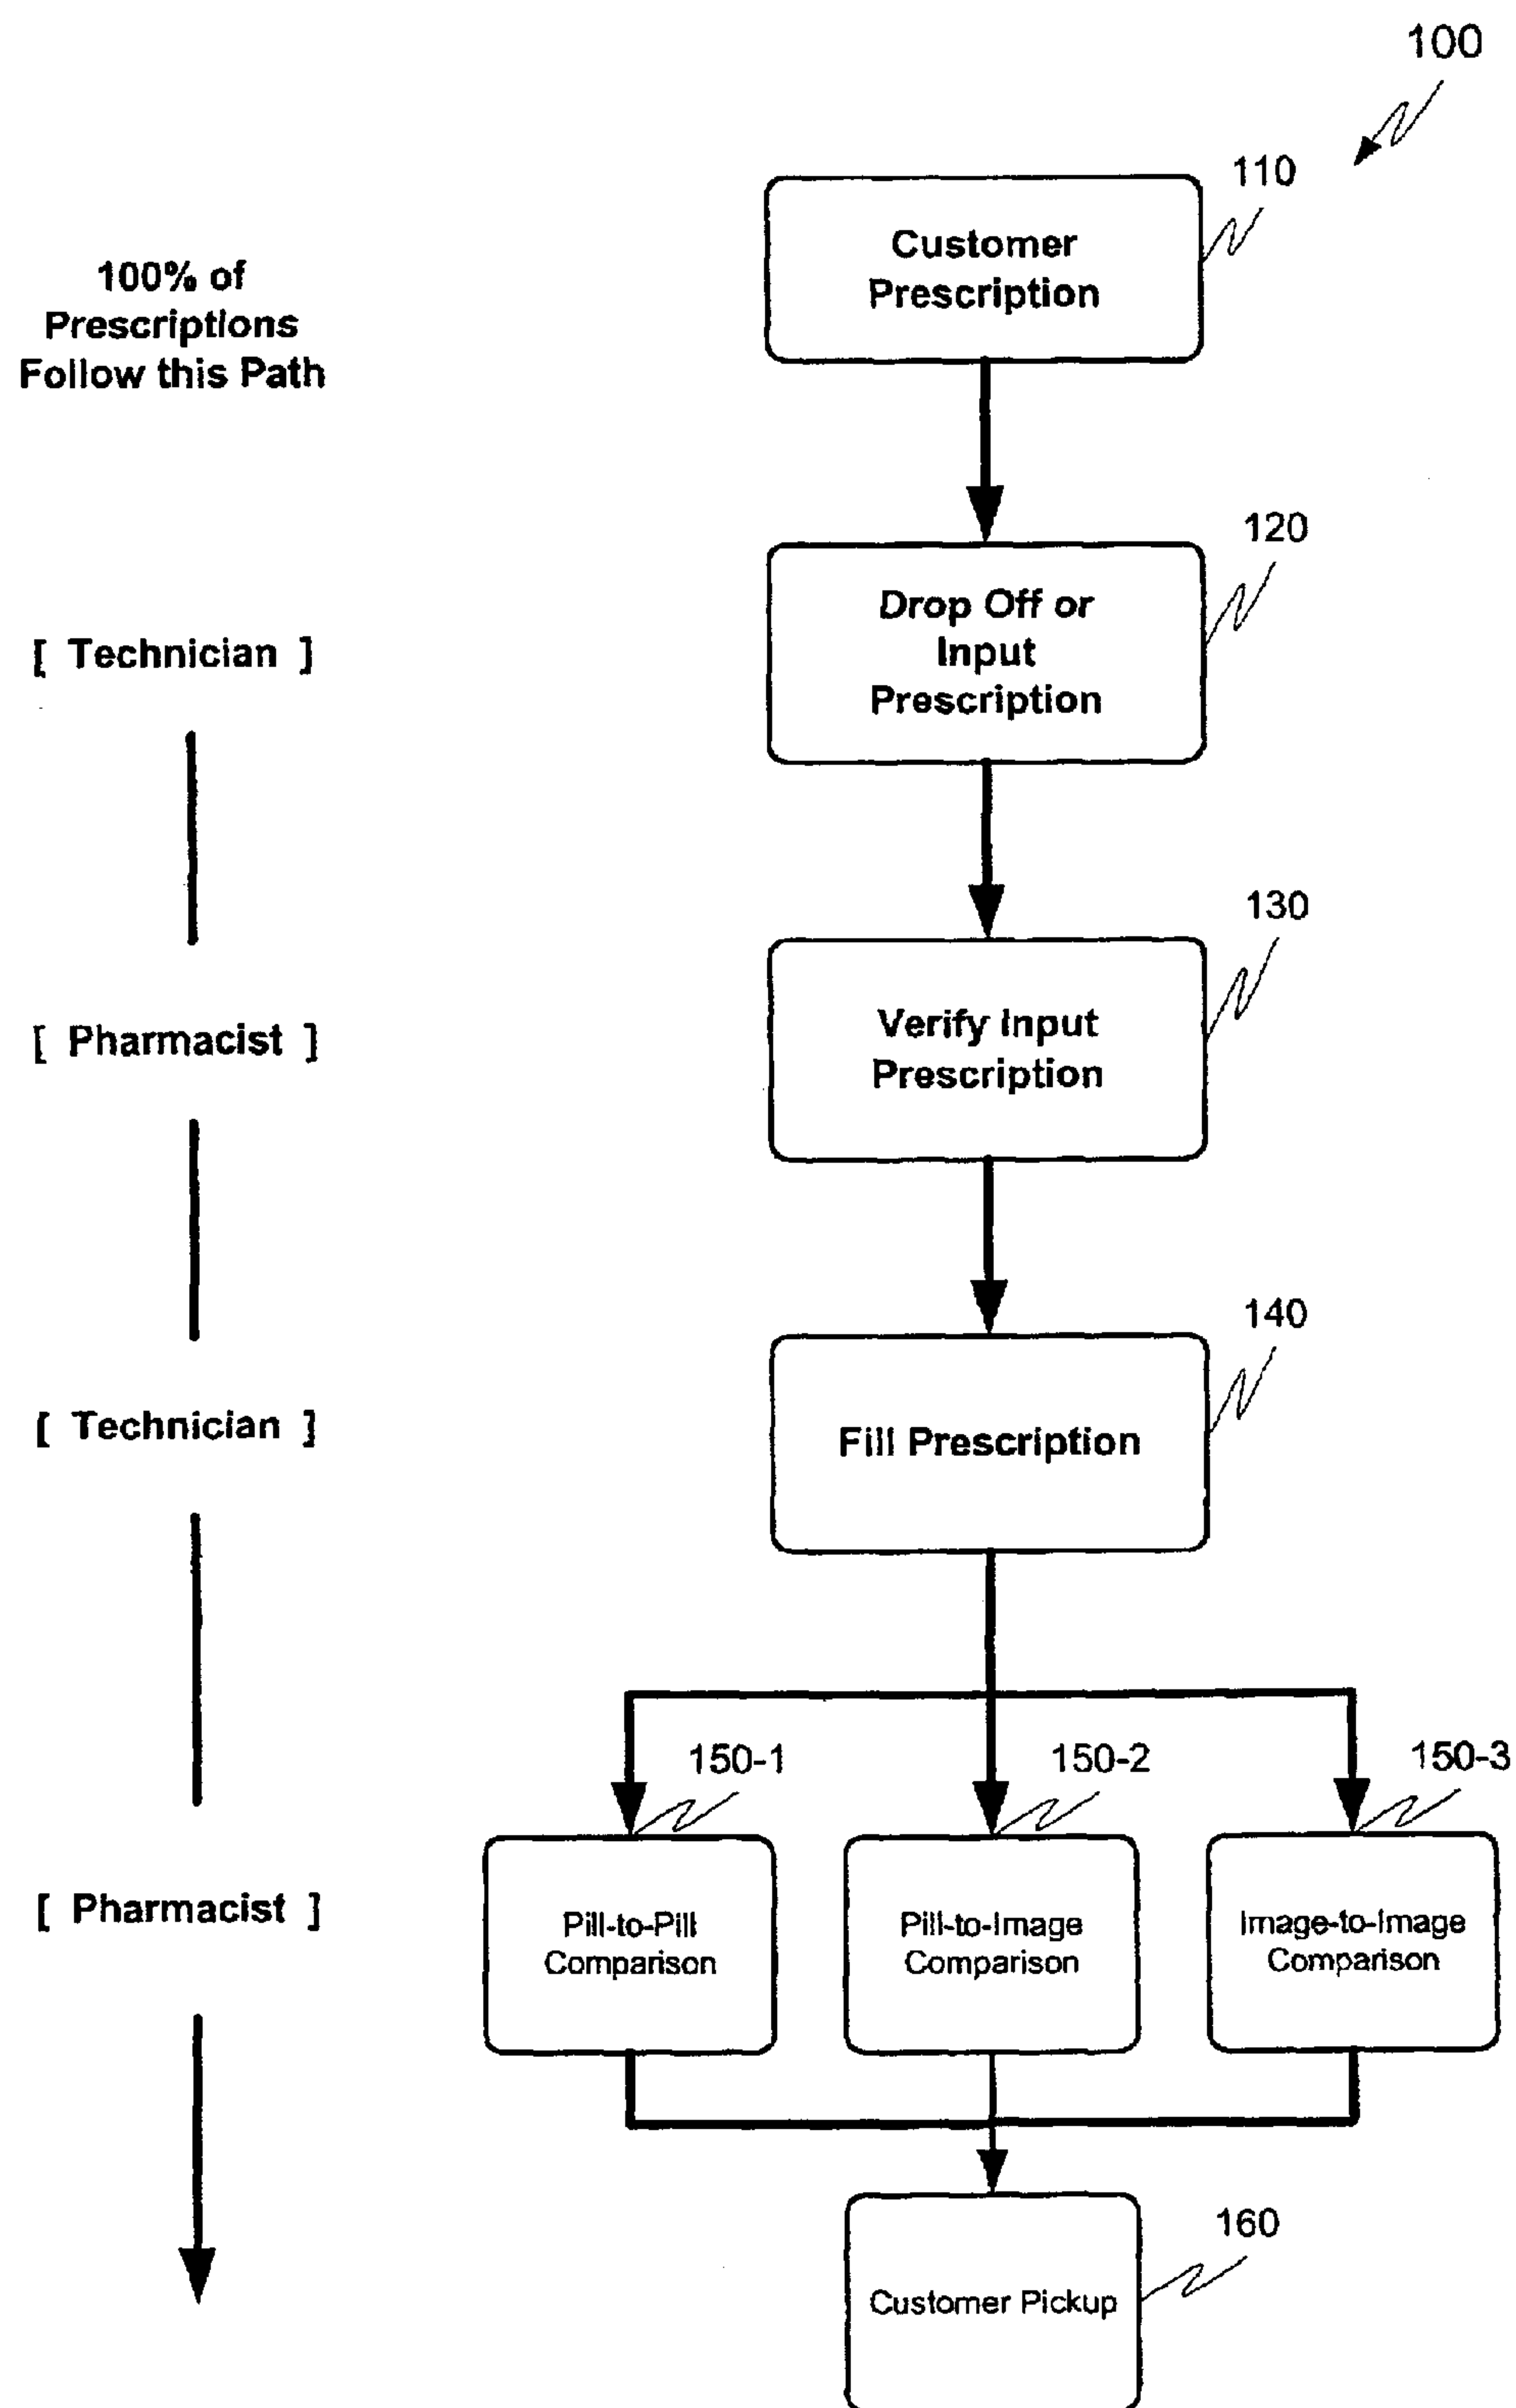 100
110
Customer
Prescription
100% of
Prescriptions
Follow this Path
120
Drop Off or
Input
Prescription
[ Technician ]
130
Verify Input
Prescription
[ Pharmacist ]
140
Fill Prescription
[ Technician ]
150-1
150-2
150-3
[ Pharmacist ]
Pill-to-Pill
Comparison
Pill-to-Image
Comparison
Image-to-Image
Comparison
160
Customer Pickup